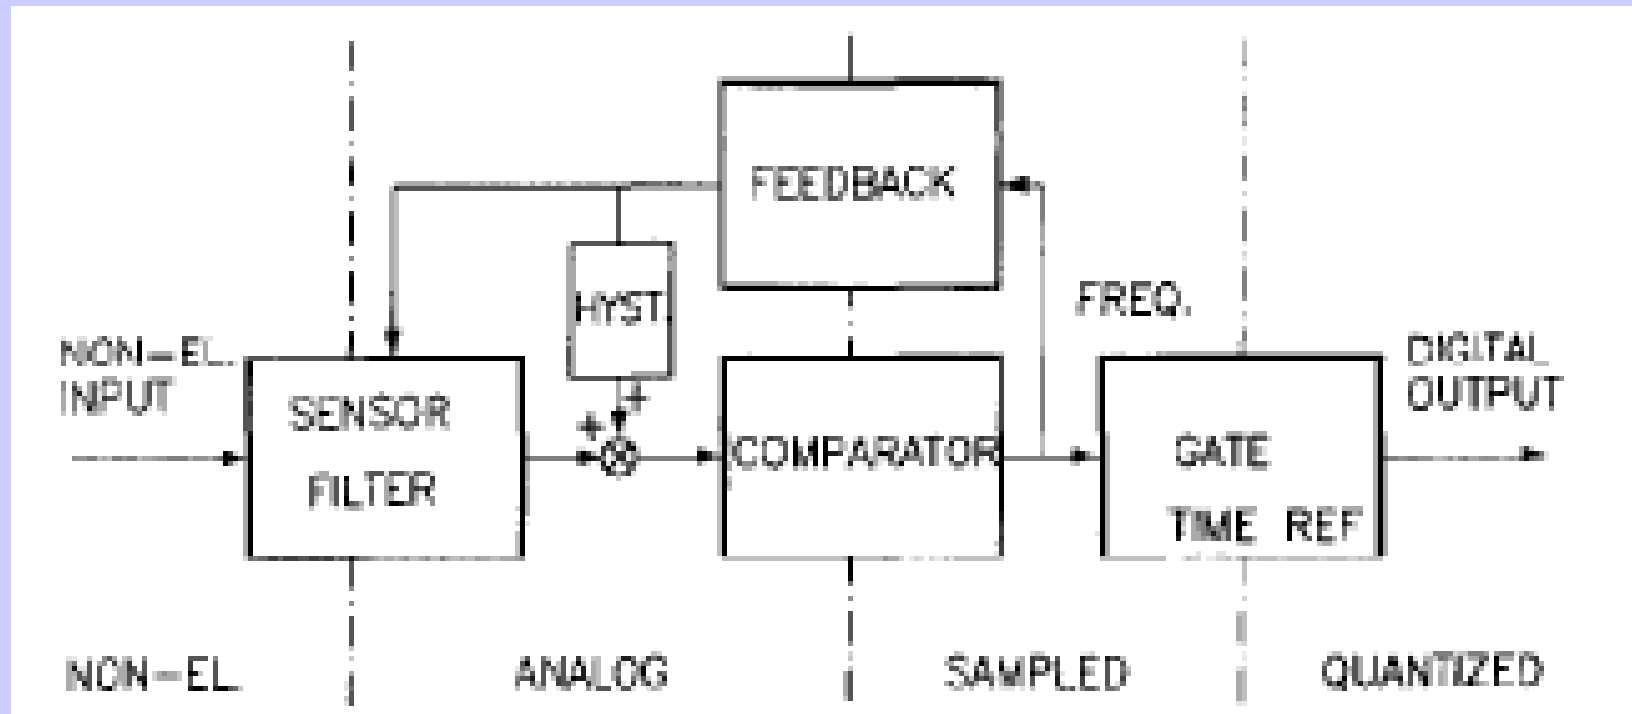 FEEDBACK
HYST.
FREQ.
NON-EL.
INPUT
SENSOR
FILTER
+
+
COMPARATOR
GATE
TIME REF
DIGITAL
OUTPUT
NON-EL.
ANALOG
SAMPLED
QUANTIZED